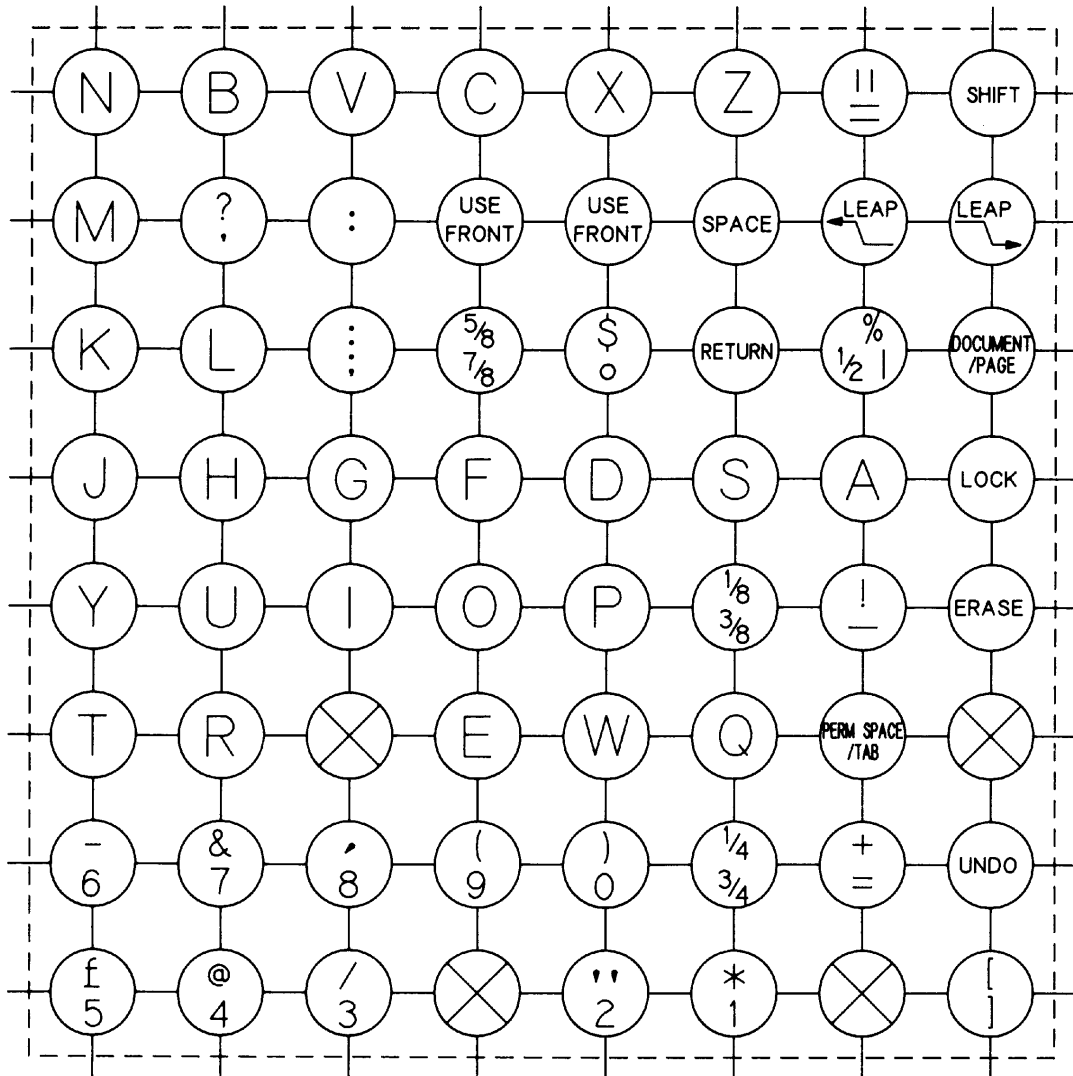 N B V C X Z " = SHIFT
M ? . : USE FRONT USE FRONT SPACE LEAP LEAP
K L : ; 5/8 7/8 $ o RETURN % 1/2 | DOCUMENT /PAGE
J H G F D S A LOCK
Y U I O P 1/8 3/8 ! _ ERASE
T R E W Q PERM SPACE /TAB
- 6 & 7 ' 8 ( 9 ) 0 1/4 3/4 + = UNDO
£ 5 @ 4 / 3 " 2 * 1 [ ]